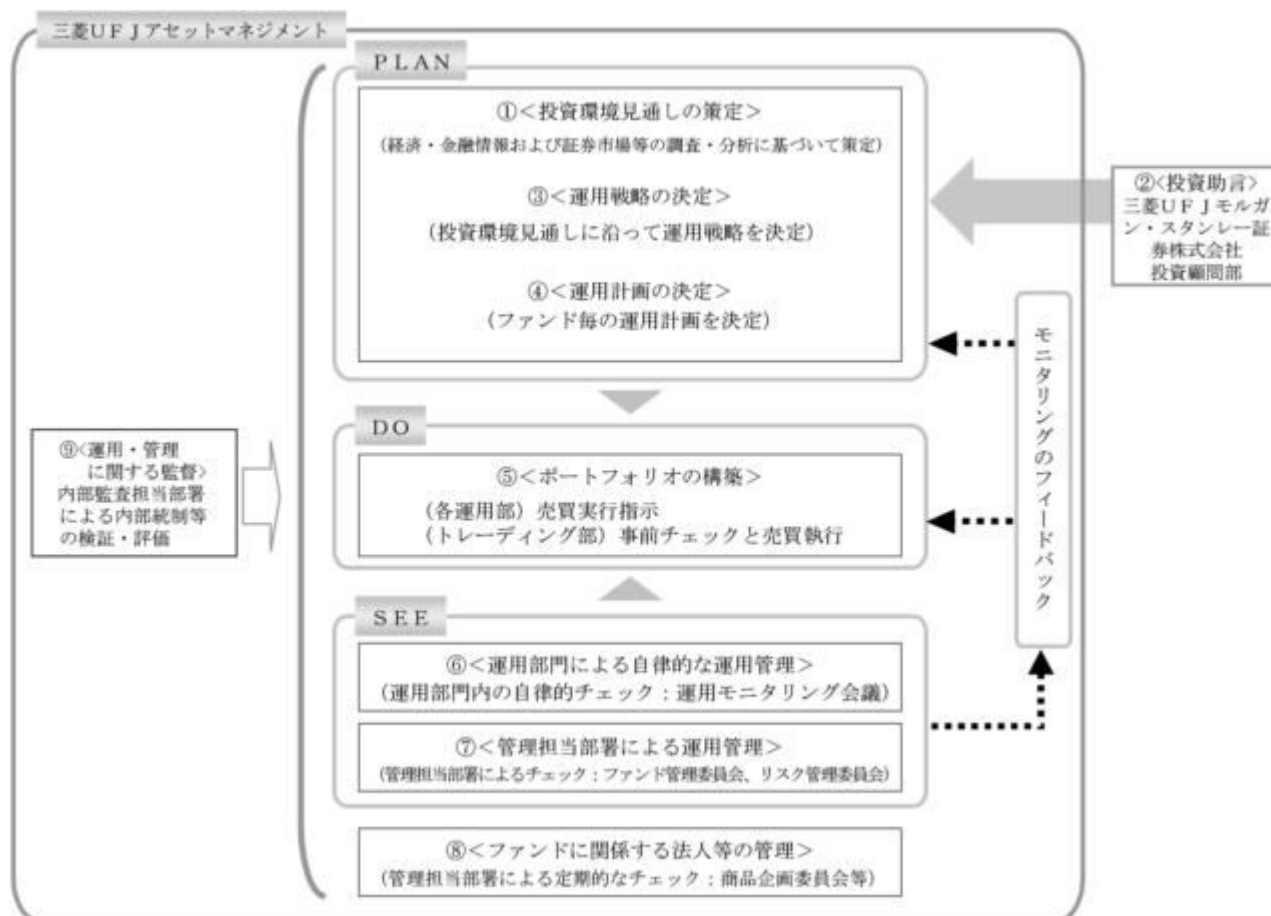 三菱UFJアセットマネジメント
PLAN
①<投資環境見通しの策定>
(経済・金融情報および証券市場等の調査・分析に基づいて策定)
③<運用戦略の決定>
(投資環境見通しに沿って運用戦略を決定)
④<運用計画の決定>
(ファンド毎の運用計画を決定)
②<投資助言>
三菱UFJモルガ
ン・スタンレー証
券株式会社
投資顧問部
モニタリングのフィードバック
DO
⑤<ポートフォリオの構築>
(各運用部)売買実行指示
(トレーディング部)事前チェックと売買執行
⑨<運用・管理
に関する監督>
内部監査担当部署
による内部統制等
の検証・評価
SEE
⑥<運用部門による自律的な運用管理>
(運用部門内の自律的チェック:運用モニタリング会議)
⑦<管理担当部署による運用管理>
(管理担当部署によるチェック:ファンド管理委員会、リスク管理委員会)
⑧<ファンドに関係する法人等の管理>
(管理担当部署による定期的なチェック:商品企画委員会等)